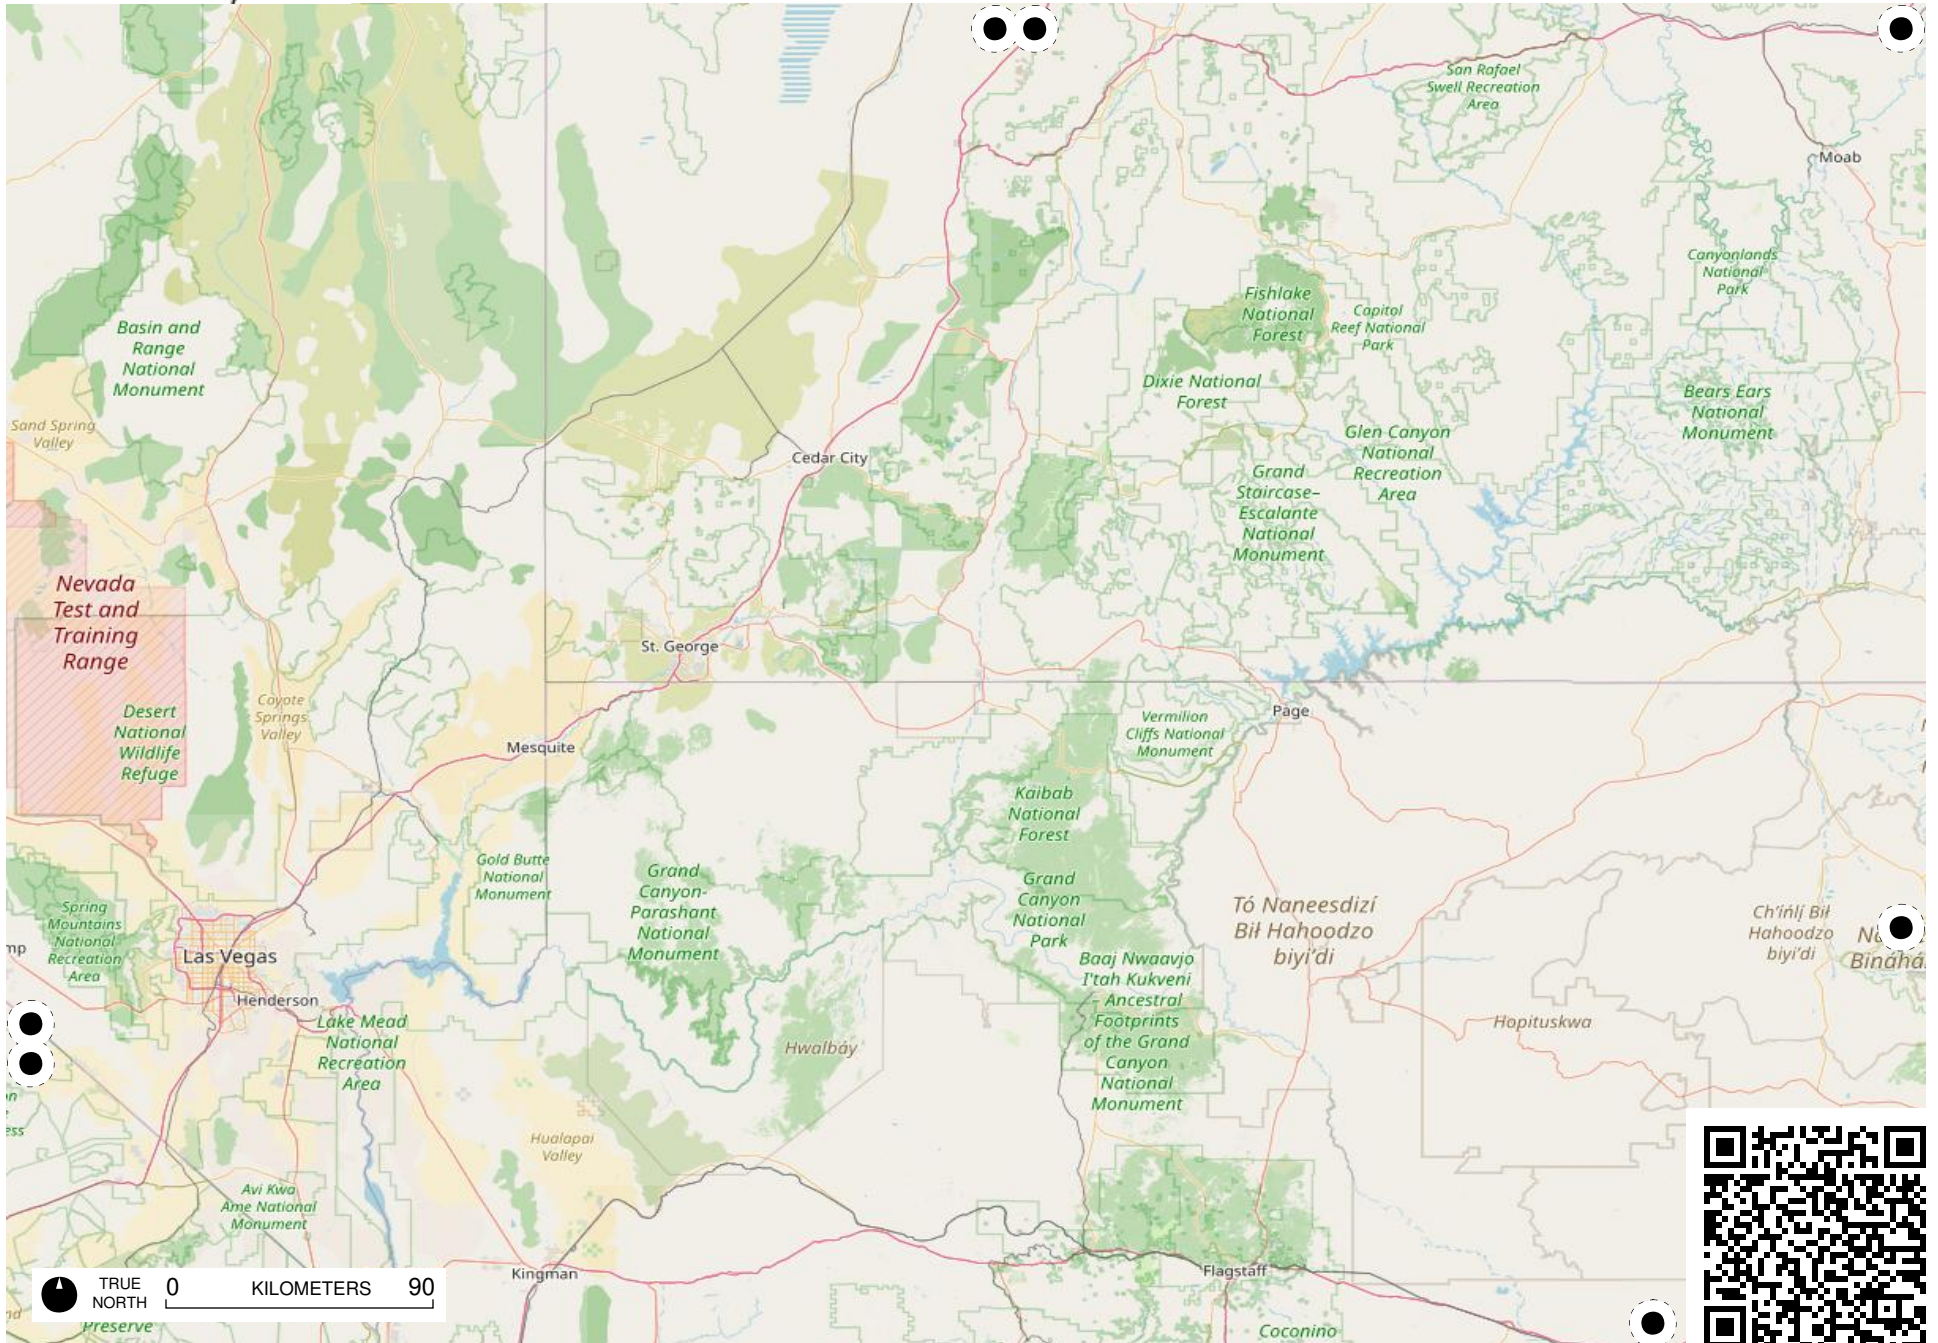 San Rafael
Swell Recreation
Area
Moab
Canyonlands
National
Park
Fishlake
National
Forest
Capitol
Reef National
Park
Basin and
Range
National
Monument
Dixie National
Forest
Bears Ears
National
Monument
Sand Spring
Valley
Glen Canyon
National
Recreation
Area
Cedar City
Grand
Staircase–
Escalante
National
Monument
Nevada
Test and
Training
Range
St. George
Desert
National
Wildlife
Refuge
Coyote
Springs
Valley
Page
Vermilion
Cliffs National
Monument
Mesquite
Kaibab
National
Forest
Gold Butte
National
Monument
Grand
Canyon-
Parashant
National
Monument
Grand
Canyon
National
Park
Tó Naneesdizí
Bił Hahoodzo
biyi'di
Ch'ínlį́ Bił
Hahoodzo
biyi'di
Spring
Mountains
National
Recreation
Area
mp
Las Vegas
Henderson
Baaj Nwaavjo
I'tah Kukveni
– Ancestral
Footprints
of the Grand
Canyon
National
Monument
Lake Mead
National
Recreation
Area
Hopituskwa
Hwalbáy
Hualapai
Valley
Avi Kwa
Ame National
Monument
Kingman
Flagstaff
TRUE
NORTH
0 KILOMETERS 90
Preserve
Coconino